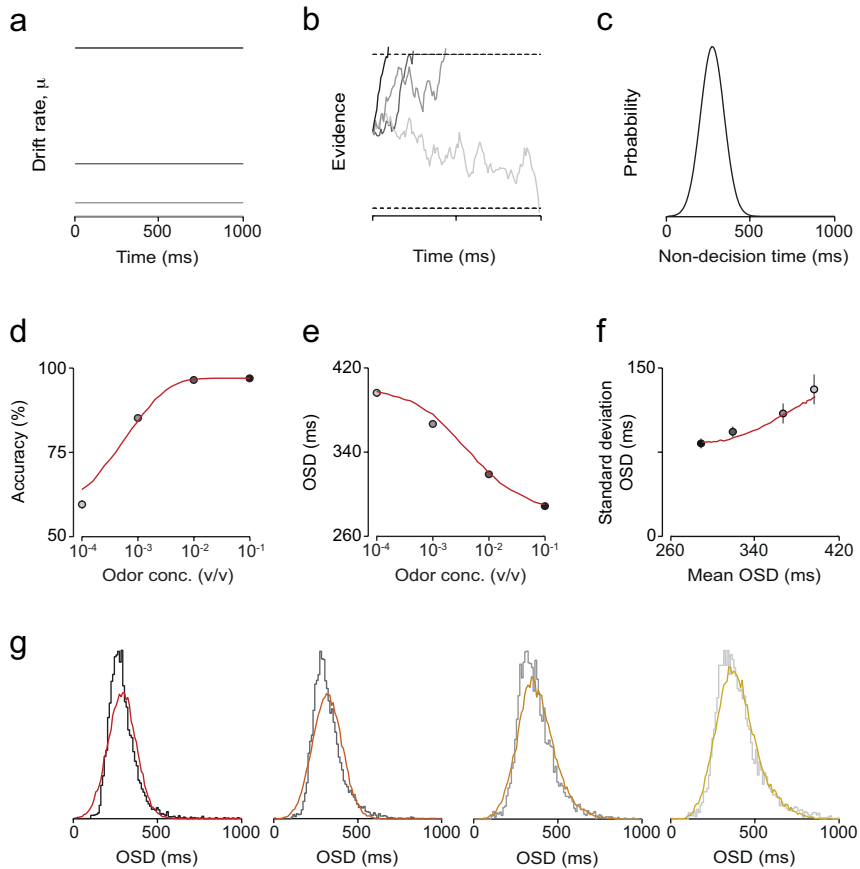 a
Drift rate, μ
0 500 1000
Time (ms)
b
Evidence
Time (ms)
c
Prbabbility
0 500 1000
Non-decision time (ms)
d
Accuracy (%)
100
75
50
10⁻⁴ 10⁻³ 10⁻² 10⁻¹
Odor conc. (v/v)
e
OSD (ms)
420
340
260
10⁻⁴ 10⁻³ 10⁻² 10⁻¹
Odor conc. (v/v)
f
Standard deviation
OSD (ms)
150
0
260 340 420
Mean OSD (ms)
g
0 500 1000
OSD (ms)
0 500 1000
OSD (ms)
0 500 1000
OSD (ms)
0 500 1000
OSD (ms)